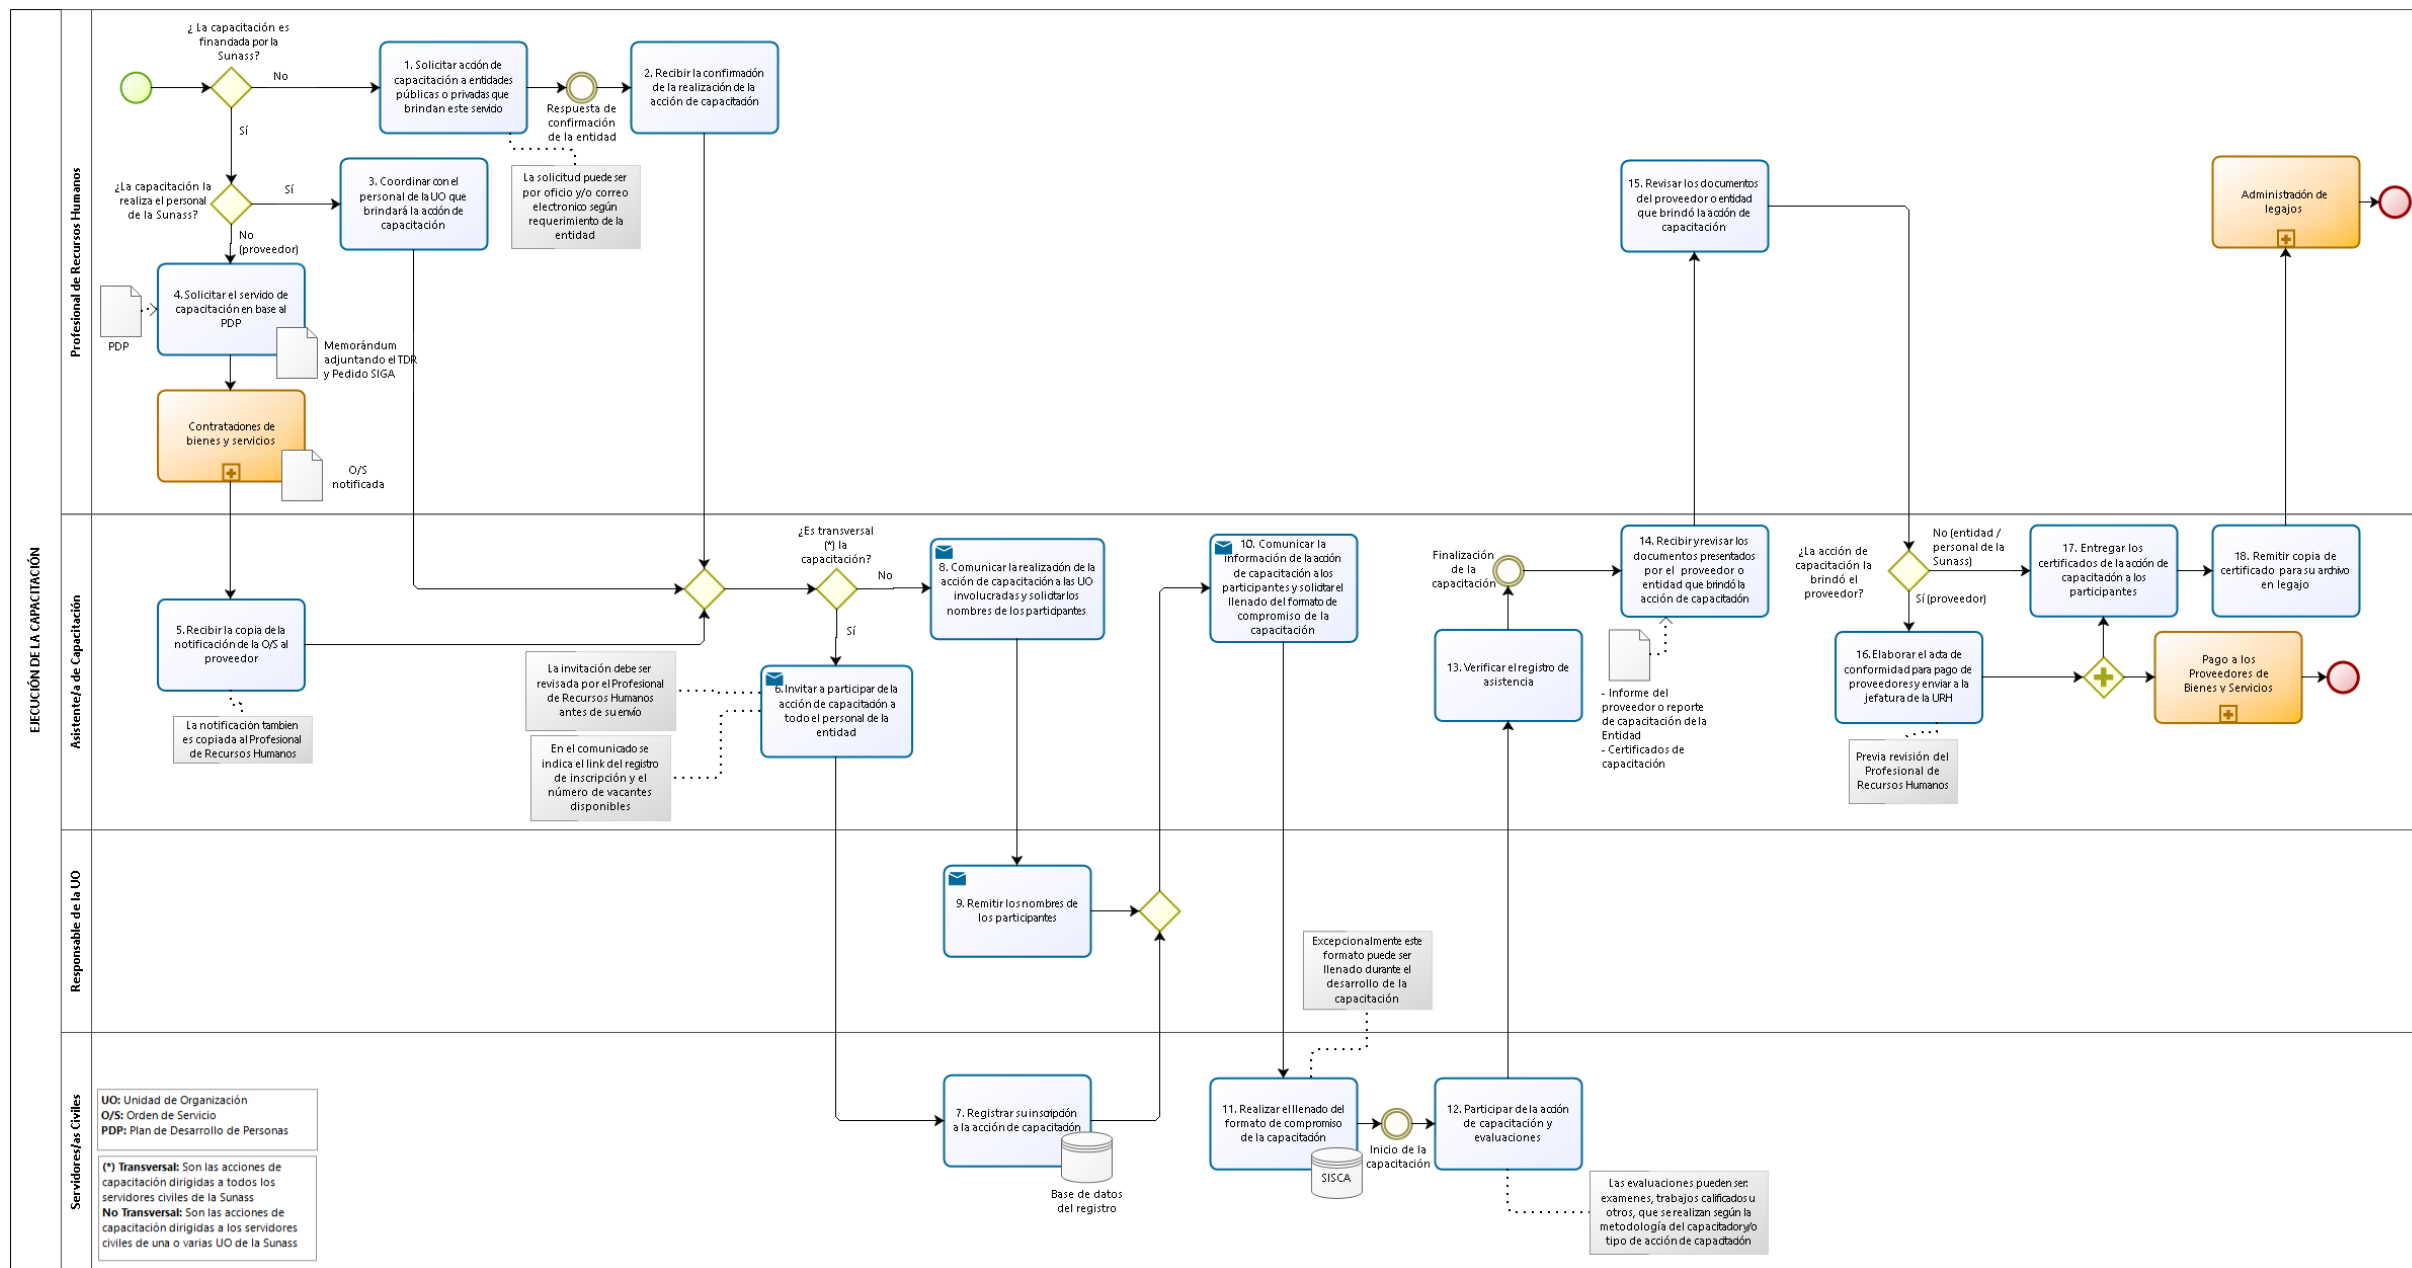 EJECUCIÓN DE LA CAPACITACIÓN
Profesional de Recursos Humanos
¿ La capacitación es
financiada por la
Sunass?
No
Sí
1. Solicitar acción de
capacitación a entidades
públicas o privadas que
brindan este servicio
Respuesta de
confirmación
de la entidad
2. Recibir la confirmación
de la realización de la
acción de capacitación
La solicitud puede ser
por oficio y/o correo
electronico según
requerimiento de la
entidad
¿La capacitación la
realiza el personal
de la Sunass?
Sí
No
(proveedor)
3. Coordinar con el
personal de la UO que
brindará la acción de
capacitación
4. Solicitar el servicio de
capacitación en base al
PDP
PDP
Memorándum
adjuntando el TDR
y Pedido SIGA
Contrataciones de
bienes y servicios
O/S
notificada
15. Revisar los documentos
del proveedor o entidad
que brindó la acción de
capacitación
Administración de
legajos
Asistente/a de Capacitación
5. Recibir la copia de la
notificación de la O/S al
proveedor
La notificación tambien
es copiada al Profesional
de Recursos Humanos
¿Es transversal
(*) la
capacitación?
No
Sí
La invitación debe ser
revisada por el Profesional
de Recursos Humanos
antes de su envío
En el comunicado se
indica el link del registro
de inscripción y el
número de vacantes
disponibles
6. Invitar a participar de la
acción de capacitación a
todo el personal de la
entidad
8. Comunicar la realización de la
acción de capacitación a las UO
involucradas y solicitar los
nombres de los participantes
10. Comunicar la
información de la acción
de capacitación a los
participantes y solicitar el
llenado del formato de
compromiso de la
capacitación
Finalización
de la
capacitación
13. Verificar el registro de
asistencia
14. Recibir y revisar los
documentos presentados
por el proveedor o
entidad que brindó la
acción de capacitación
- Informe del
proveedor o reporte
de capacitación de la
Entidad
- Certificados de
capacitación
¿La acción de
capacitación la
brindó el
proveedor?
No (entidad /
personal de la
Sunass)
Sí (proveedor)
16. Elaborar el acta de
conformidad para pago de
proveedores y enviar a la
jefatura de la URH
Previa revisión del
Profesional de
Recursos Humanos
17. Entregar los
certificados de la acción de
capacitación a los
participantes
18. Remitir copia de
certificado para su archivo
en legajo
Pago a los
Proveedores de
Bienes y Servicios
Responsable de la UO
9. Remitir los nombres de
los participantes
Excepcionalmente este
formato puede ser
llenado durante el
desarrollo de la
capacitación
Servidores/as Civiles
UO: Unidad de Organización
O/S: Orden de Servicio
PDP: Plan de Desarrollo de Personas
(*) Transversal: Son las acciones de
capacitación dirigidas a todos los
servidores civiles de la Sunass
No Transversal: Son las acciones de
capacitación dirigidas a los servidores
civiles de una o varias UO de la Sunass
7. Registrar su inscripción
a la acción de capacitación
Base de datos
del registro
11. Realizar el llenado del
formato de compromiso
de la capacitación
SISCA
Inicio de la
capacitación
12. Participar de la acción
de capacitación y
evaluaciones
Las evaluaciones pueden ser:
examenes, trabajos calificados u
otros, que se realizan según la
metodología del capacitador y/o
tipo de acción de capacitación